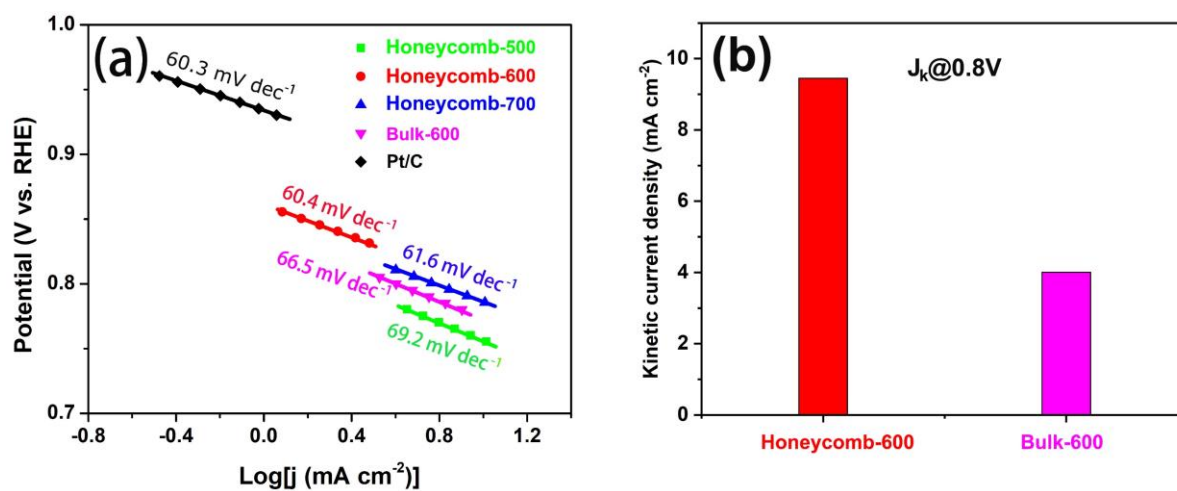 (a)
1.0
0.9
0.8
0.7
Potential (V vs. RHE)
60.3 mV dec⁻¹
Honeycomb-500
Honeycomb-600
Honeycomb-700
Bulk-600
Pt/C
60.4 mV dec⁻¹
61.6 mV dec⁻¹
66.5 mV dec⁻¹
69.2 mV dec⁻¹
-0.8 -0.4 0.0 0.4 0.8 1.2
Log[j (mA cm⁻²)]
(b)
Jₖ@0.8V
10
8
6
4
2
0
Kinetic current density (mA cm⁻²)
Honeycomb-600 Bulk-600